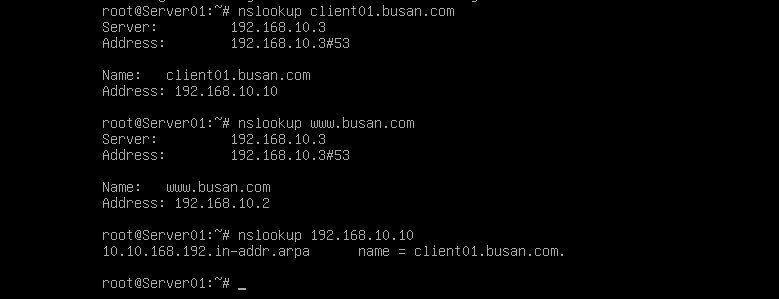 root@Server01:~# nslookup client01.busan.com
Server:         192.168.10.3
Address:        192.168.10.3#53
Name:   client01.busan.com
Address: 192.168.10.10
root@Server01:~# nslookup www.busan.com
Server:         192.168.10.3
Address:        192.168.10.3#53
Name:   www.busan.com
Address: 192.168.10.2
root@Server01:~# nslookup 192.168.10.10
10.10.168.192.in-addr.arpa      name = client01.busan.com.
root@Server01:~# _